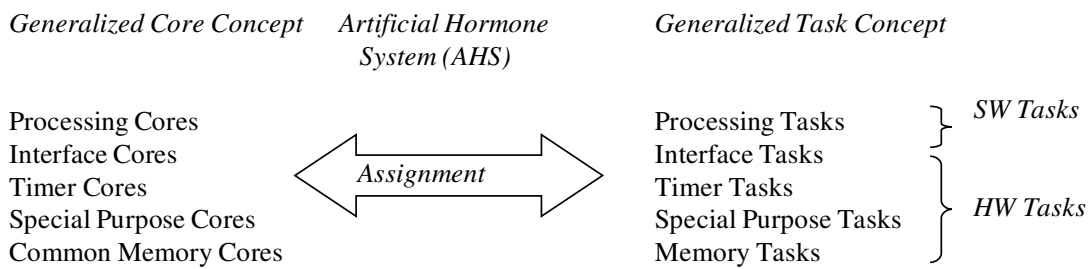 Generalized Core Concept
Artificial Hormone
System (AHS)
Generalized Task Concept
Processing Cores
Interface Cores
Timer Cores
Special Purpose Cores
Common Memory Cores
Assignment
Processing Tasks
Interface Tasks
Timer Tasks
Special Purpose Tasks
Memory Tasks
SW Tasks
HW Tasks